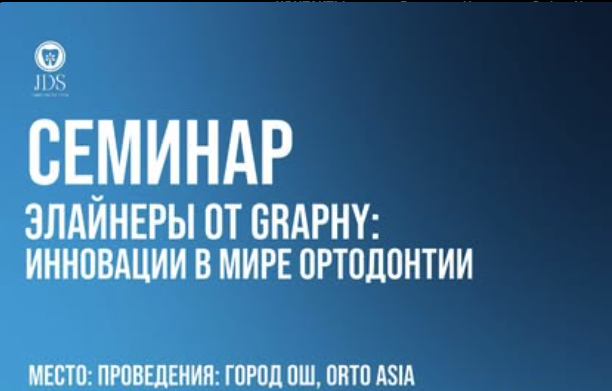 JDS
СЕМИНАР
ЭЛАЙНЕРЫ ОТ GRAPHY:
ИННОВАЦИИ В МИРЕ ОРТОДОНТИИ
МЕСТО: ПРОВЕДЕНИЯ: ГОРОД ОШ, ORTO ASIA